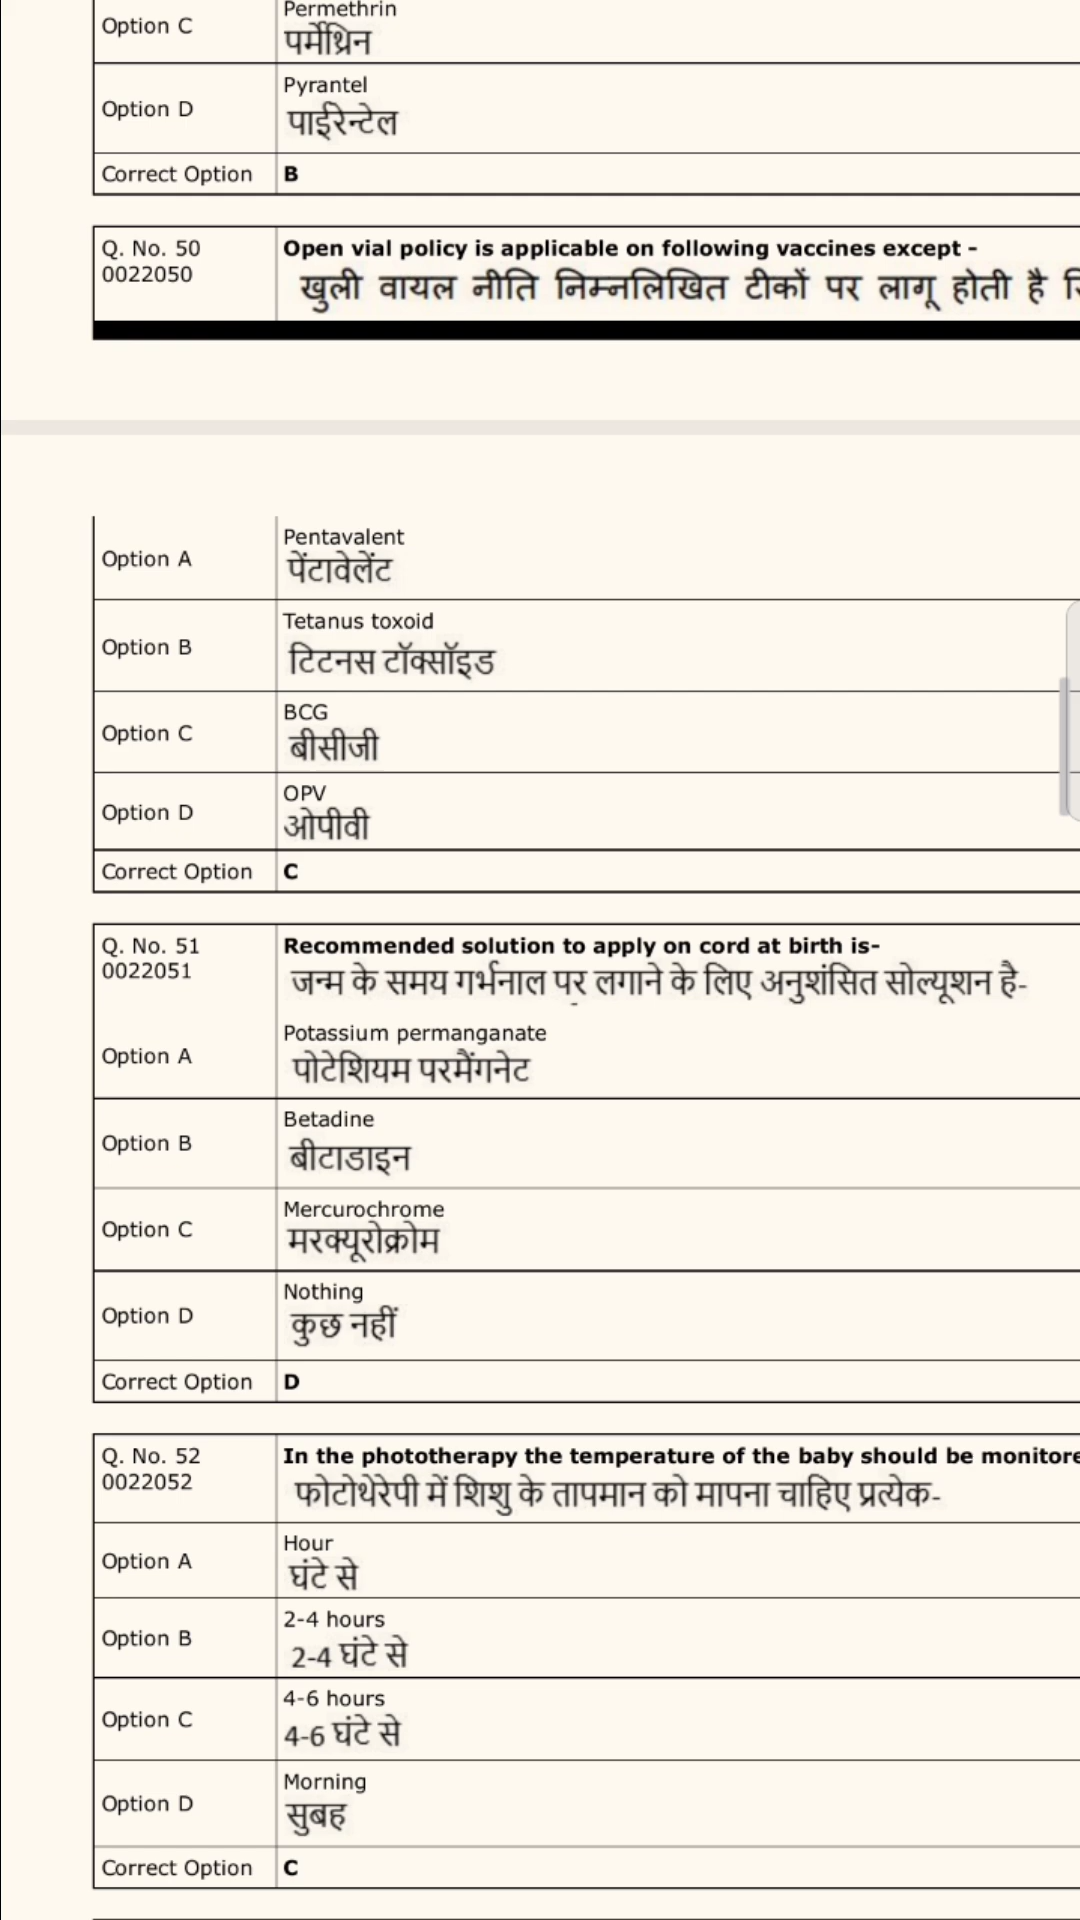 Option C
Permethrin
पर्मेथ्रिन
Option D
Pyrantel
पाईरेन्टेल
Correct Option B
Q. No. 50
0022050
Open vial policy is applicable on following vaccines except -
खुली वायल नीति निम्नलिखित टीकों पर लागू होती है
Option A
Pentavalent
पेंटावेलेंट
Option B
Tetanus toxoid
टिटनस टॉक्सॉइड
Option C
BCG
बीसीजी
Option D
OPV
ओपीवी
Correct Option C
Q. No. 51
0022051
Recommended solution to apply on cord at birth is-
जन्म के समय गर्भनाल पर लगाने के लिए अनुशंसित सोल्यूशन है-
Option A
Potassium permanganate
पोटेशियम परमैंगनेट
Option B
Betadine
बीटाडाइन
Option C
Mercurochrome
मरक्यूरोक्रोम
Option D
Nothing
कुछ नहीं
Correct Option D
Q. No. 52
0022052
In the phototherapy the temperature of the baby should be monitore
फोटोथेरेपी में शिशु के तापमान को मापना चाहिए प्रत्येक-
Option A
Hour
घंटे से
Option B
2-4 hours
2-4 घंटे से
Option C
4-6 hours
4-6 घंटे से
Option D
Morning
सुबह
Correct Option C